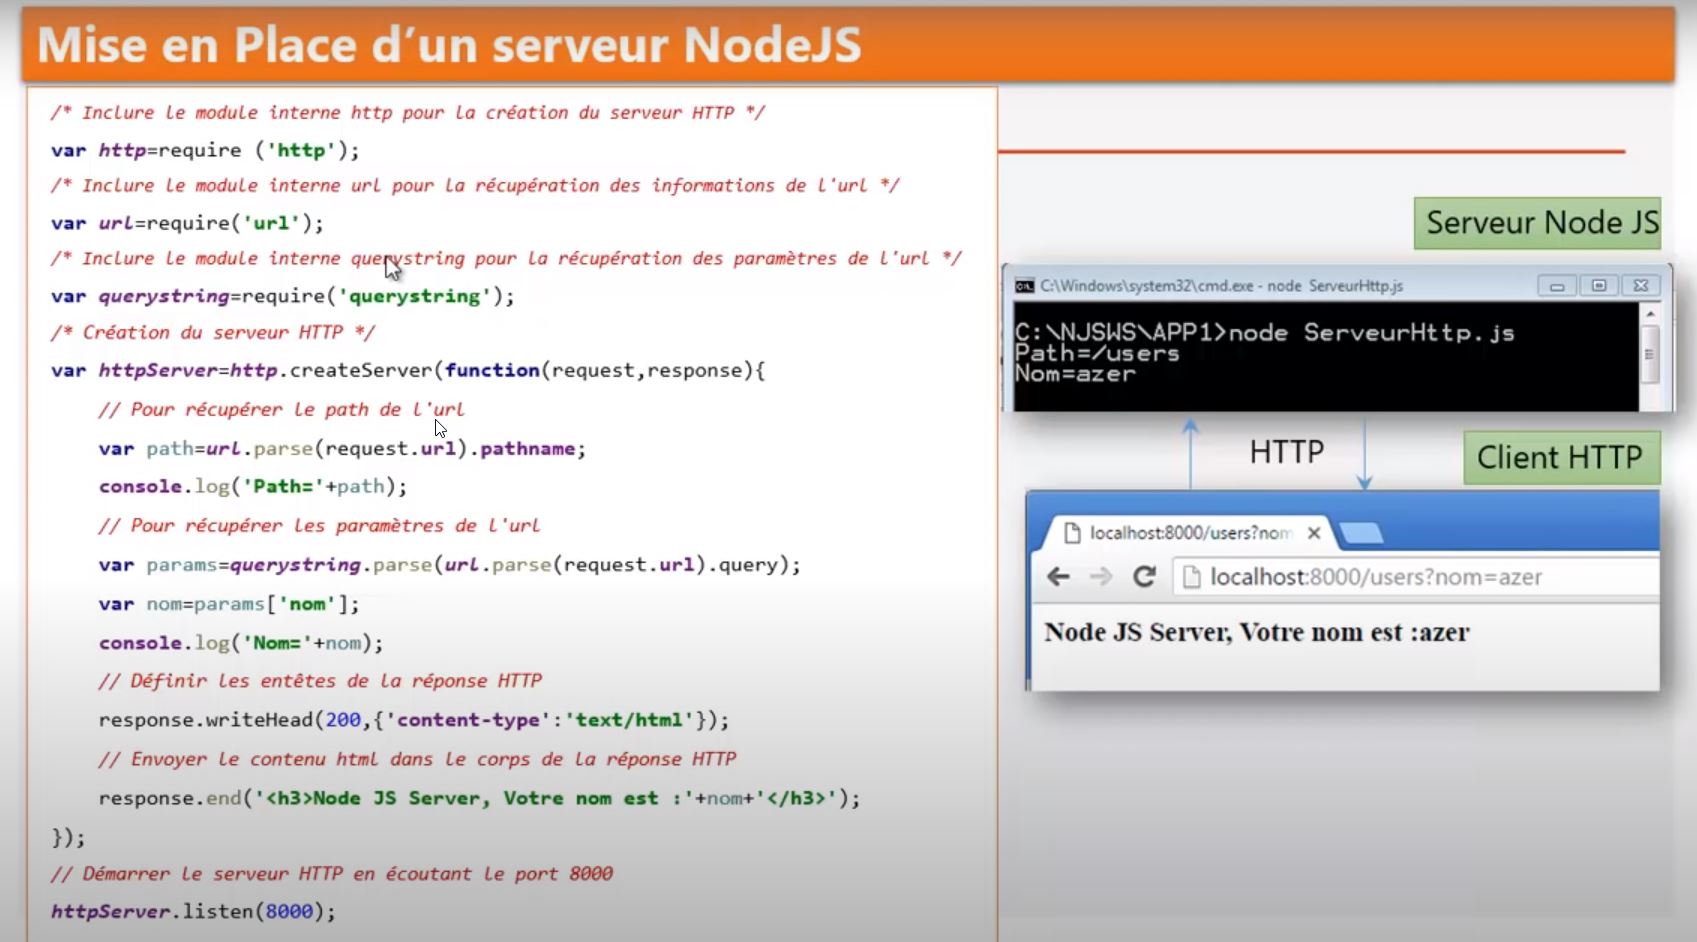 Mise en Place d'un serveur NodeJS
/* Inclure le module interne http pour la création du serveur HTTP */
var http=require ('http');
/* Inclure le module interne url pour la récupération des informations de l'url */
var url=require('url');
/* Inclure le module interne querystring pour la récupération des paramètres de l'url */
var querystring=require('querystring');
/* Création du serveur HTTP */
var httpServer=http.createServer(function(request,response){
// Pour récupérer le path de l'url
var path=url.parse(request.url).pathname;
console.log('Path='+path);
// Pour récupérer les paramètres de l'url
var params=querystring.parse(url.parse(request.url).query);
var nom=params['nom'];
console.log('Nom='+nom);
// Définir les entêtes de la réponse HTTP
response.writeHead(200,{'content-type':'text/html'});
// Envoyer le contenu html dans le corps de la réponse HTTP
response.end('<h3>Node JS Server, Votre nom est :'+nom+'</h3>');
});
// Démarrer le serveur HTTP en écoutant le port 8000
httpServer.listen(8000);
Serveur Node JS
C:\Windows\system32\cmd.exe - node ServeurHttp.js
C:\NJSWS\APP1>node ServeurHttp.js
Path=/users
Nom=azer
HTTP
Client HTTP
localhost:8000/users?nom
localhost:8000/users?nom=azer
Node JS Server, Votre nom est :azer